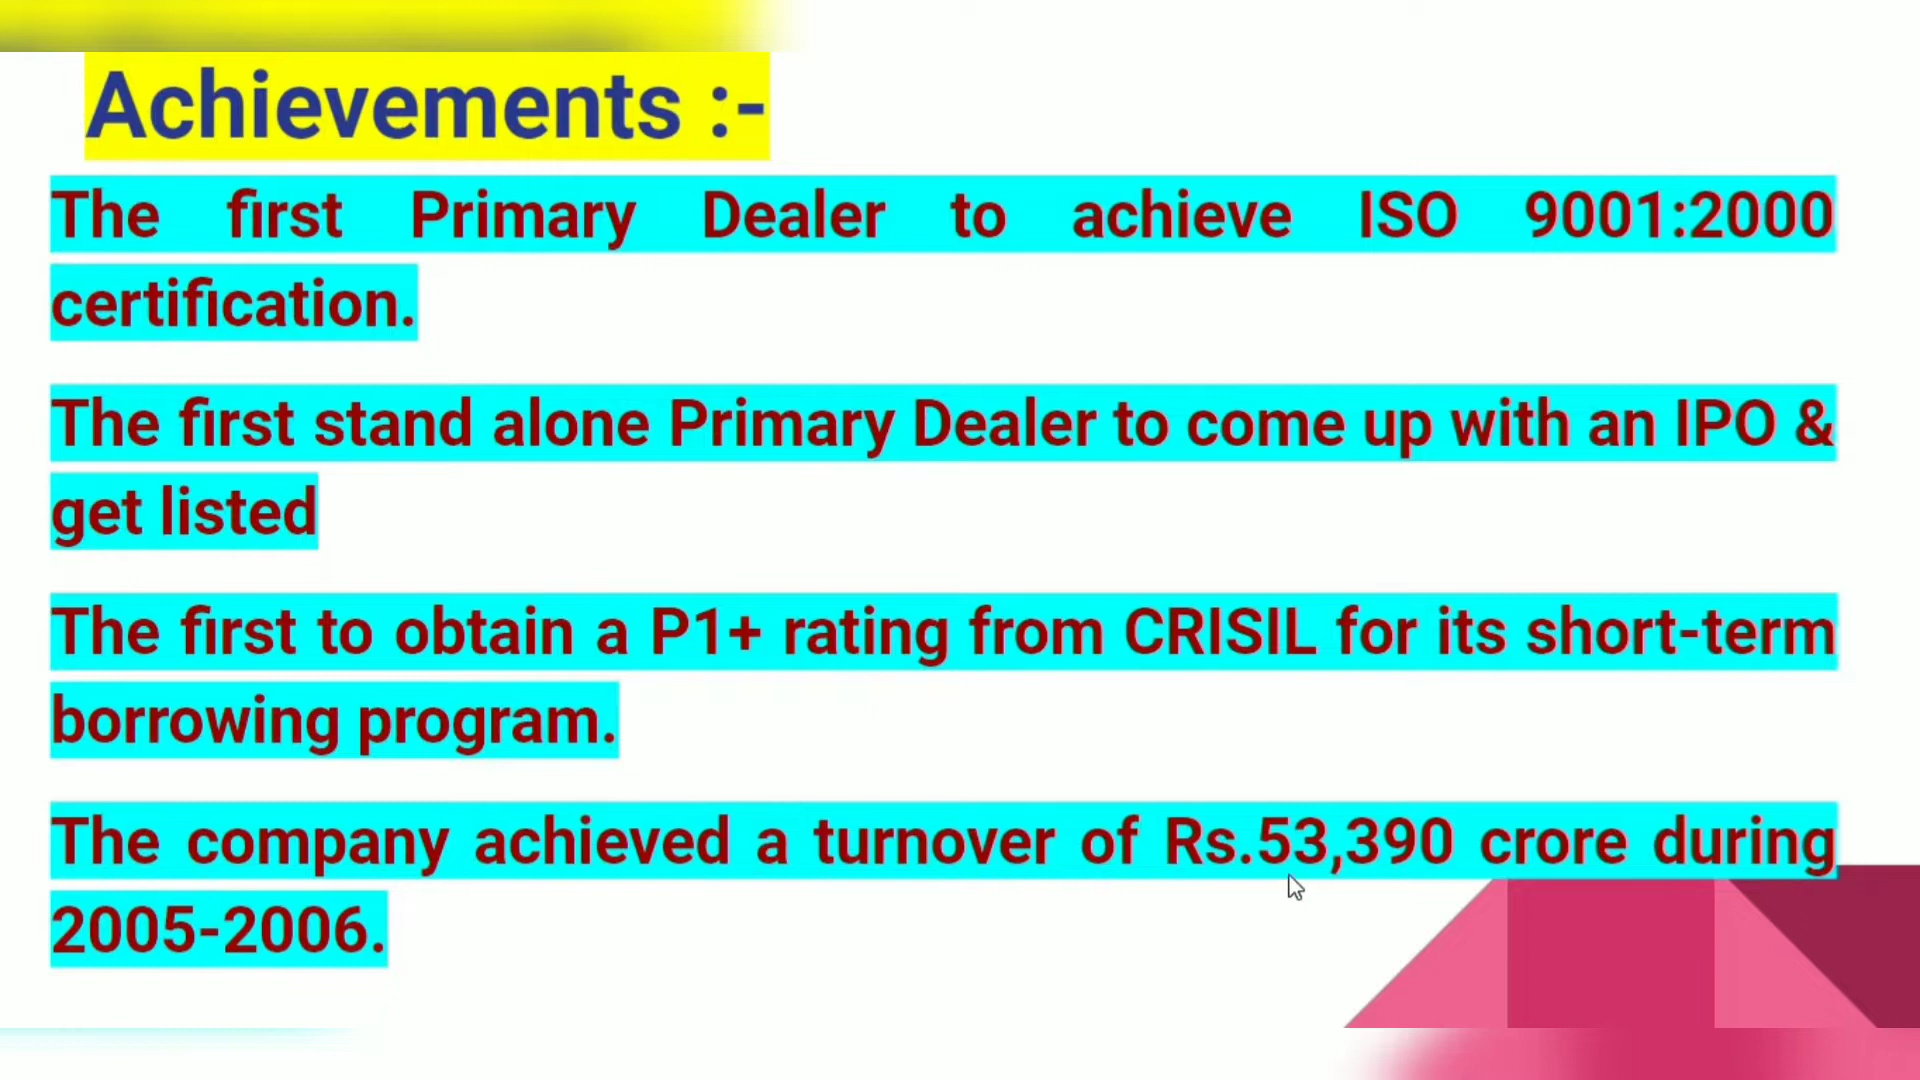 Achievements :-
The first Primary Dealer to achieve ISO 9001:2000
certification.
The first stand alone Primary Dealer to come up with an IPO &
get listed
The first to obtain a P1+ rating from CRISIL for its short-term
borrowing program.
The company achieved a turnover of Rs.53,390 crore during
2005-2006.